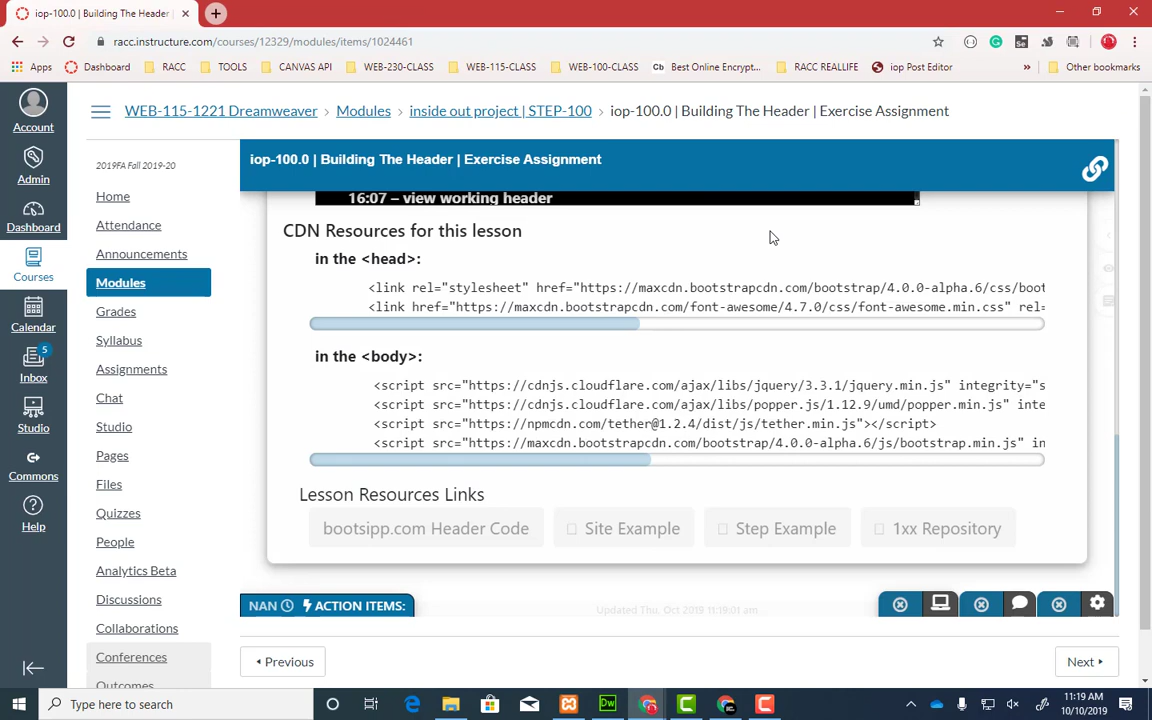 iop-100.0 | Building The Header |
racc.instructure.com/courses/12329/modules/items/1024461
Apps
Dashboard
RACC
TOOLS
CANVAS API
WEB-230-CLASS
WEB-115-CLASS
WEB-100-CLASS
Cb
Best Online Encrypt...
RACC REALLIFE
iop Post Editor
»
Other bookmarks
Account
Admin
Dashboard
Courses
Calendar
5
Inbox
Studio
Commons
Help
WEB-115-1221 Dreamweaver > Modules > inside out project | STEP-100 > iop-100.0 | Building The Header | Exercise Assignment
2019FA Fall 2019-20
Home
Attendance
Announcements
Modules
Grades
Syllabus
Assignments
Chat
Studio
Pages
Files
Quizzes
People
Analytics Beta
Discussions
Collaborations
Conferences
Outcomes
iop-100.0 | Building The Header | Exercise Assignment
16:07 – view working header
CDN Resources for this lesson
in the <head>:
<link rel="stylesheet" href="https://maxcdn.bootstrapcdn.com/bootstrap/4.0.0-alpha.6/css/boot
<link href="https://maxcdn.bootstrapcdn.com/font-awesome/4.7.0/css/font-awesome.min.css" rel=
in the <body>:
<script src="https://cdnjs.cloudflare.com/ajax/libs/jquery/3.3.1/jquery.min.js" integrity="s
<script src="https://cdnjs.cloudflare.com/ajax/libs/popper.js/1.12.9/umd/popper.min.js" inte
<script src="https://npmcdn.com/tether@1.2.4/dist/js/tether.min.js"></script>
<script src="https://maxcdn.bootstrapcdn.com/bootstrap/4.0.0-alpha.6/js/bootstrap.min.js" in
Lesson Resources Links
bootsipp.com Header Code
Site Example
Step Example
1xx Repository
NAN
ACTION ITEMS:
Updated Thu, Oct 2019 11:19:01 am
Previous
Next
Type here to search
Dw
11:19 AM
10/10/2019